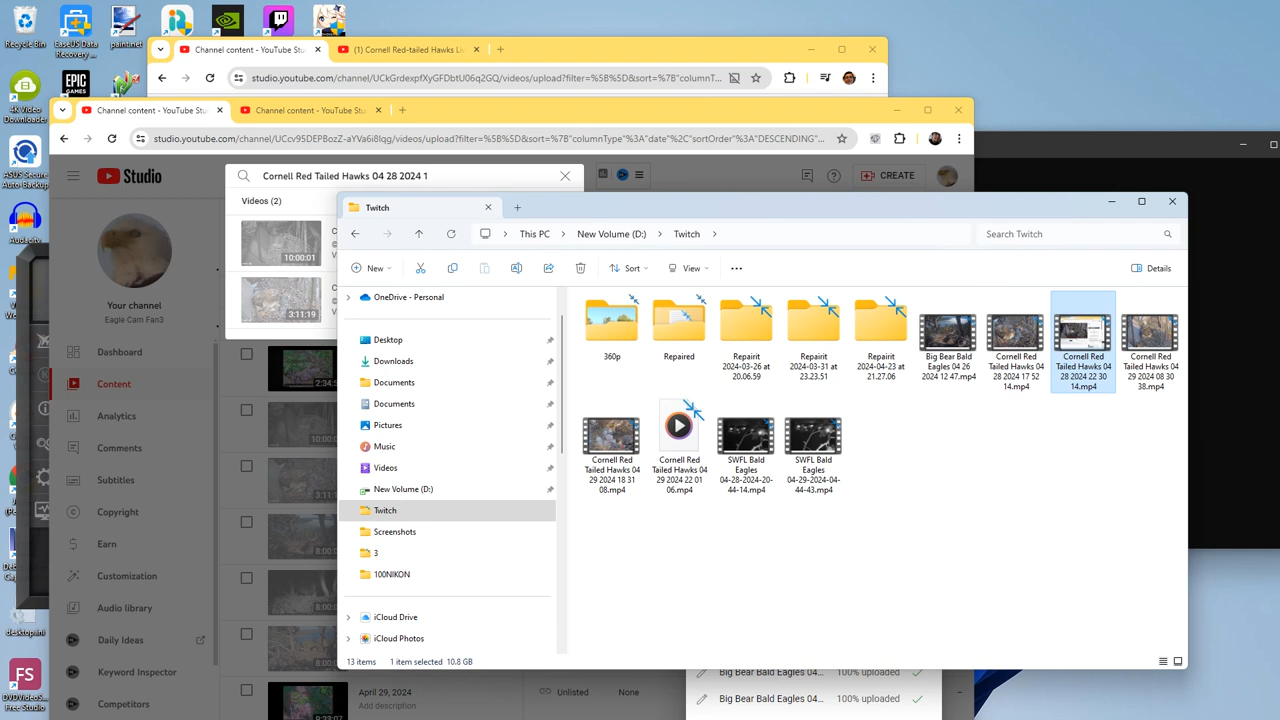 Recycle Bin
EaseUS Data
Recovery ...
paint.net
Channel content - YouTube Stu
(1) Cornell Red-tailed Hawks Li
studio.youtube.com/channel/UCkGrdexpfXyGFDbtU06q2GQ/videos/upload?filter=%5B%5D&sort=%7B"columnT...
EPIC
GAMES
4K Video
Downloader
Channel content - YouTube Stu
Channel content - YouTube Stu
studio.youtube.com/channel/UCcv95DEPBozZ-aYVa6i8Iqg/videos/upload?filter=%5B%5D&sort=%7B"columnType"%3A"date"%2C"sortOrder"%3A"DESCENDING"...
ASUS Secure
Auto-Backup
Audacity
Studio
Cornell Red Tailed Hawks 04 28 2024 1
CREATE
Videos (2)
10:00:01
3:11:19
Your channel
Eagle Cam Fan3
Dashboard
Content
Analytics
Comments
Subtitles
Copyright
Earn
Customization
Audio library
Daily Ideas
Keyword Inspector
Competitors
desktop.ini
FS
DVDVideoS...
Free Studio
Twitch
This PC
New Volume (D:)
Twitch
Search Twitch
New
Sort
View
Details
OneDrive - Personal
Desktop
Downloads
Documents
Documents
Pictures
Music
Videos
New Volume (D:)
Twitch
Screenshots
3
100NIKON
iCloud Drive
iCloud Photos
360p
Repaired
Repairit
2024-03-26 at
20.06.59
Repairit
2024-03-31 at
23.23.51
Repairit
2024-04-23 at
21.27.06
Big Bear Bald
Eagles 04 26
2024 12 47.mp4
Cornell Red
Tailed Hawks 04
28 2024 17 52
14.mp4
Cornell Red
Tailed Hawks 04
28 2024 22 30
14.mp4
Cornell Red
Tailed Hawks 04
29 2024 08 30
38.mp4
Cornell Red
Tailed Hawks 04
29 2024 18 31
08.mp4
Cornell Red
Tailed Hawks 04
29 2024 22 01
06.mp4
SWFL Bald
Eagles
04-28-2024-20-
44-14.mp4
SWFL Bald
Eagles
04-29-2024-04-
44-43.mp4
13 items
1 item selected
10.8 GB
April 29, 2024
Add description
Unlisted
None
9:23:07
Big Bear Bald Eagles 04...
100% uploaded
Big Bear Bald Eagles 04...
100% uploaded